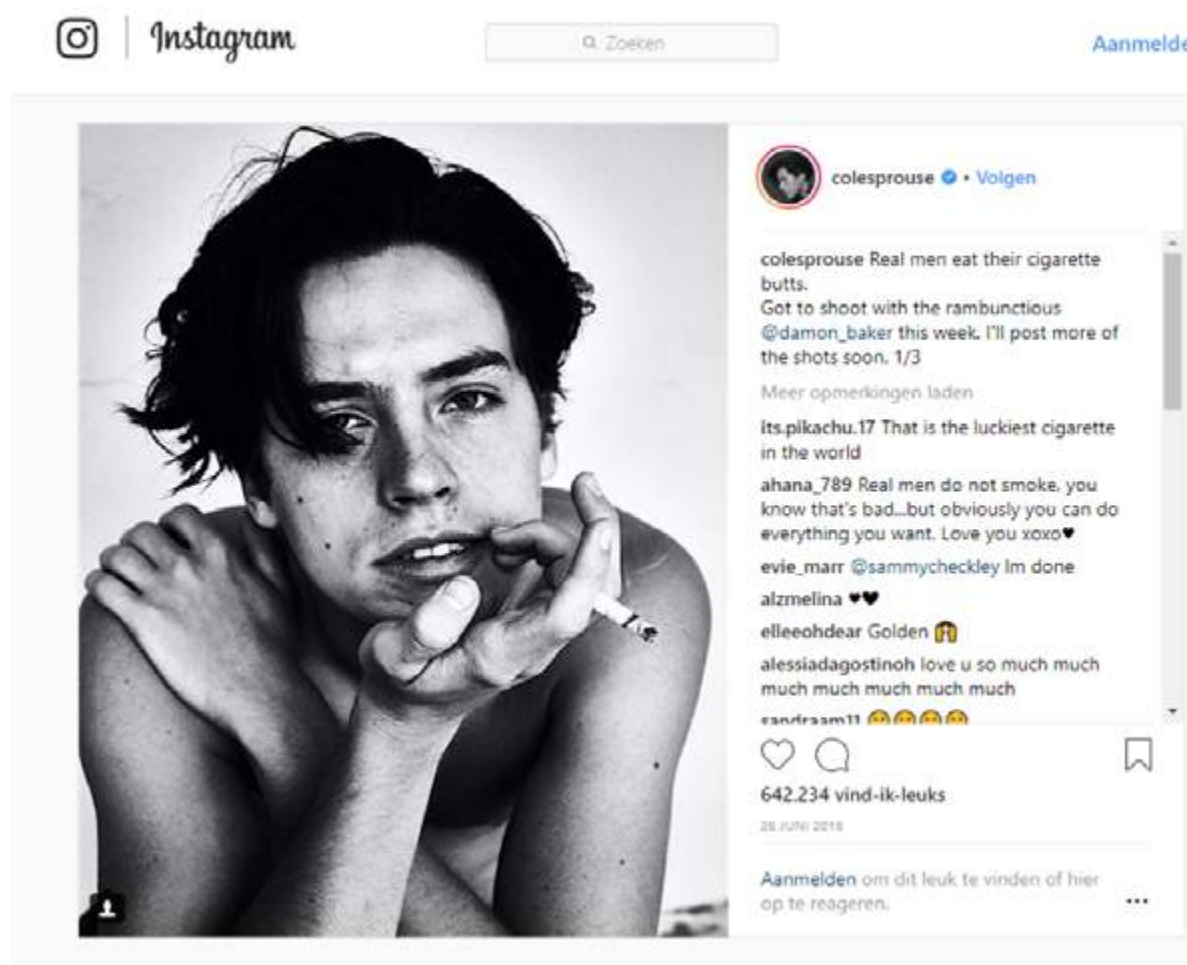 Instagram
Zoeken
Aanmelde
colesprouse • Volgen
colesprouse Real men eat their cigarette
butts.
Got to shoot with the rambunctious
@damon_baker this week. I'll post more of
the shots soon. 1/3
Meer opmerkingen laden
its.pikachu.17 That is the luckiest cigarette
in the world
ahana_789 Real men do not smoke, you
know that's bad...but obviously you can do
everything you want. Love you xoxo♥
evie_marr @sammycheckley Im done
alzmelina ♥♥
elleeohdear Golden
alessiadagostinoh love u so much much
much much much much much
sandraam11
642.234 vind-ik-leuks
28 JUNI 2018
Aanmelden om dit leuk te vinden of hier
op te reageren.